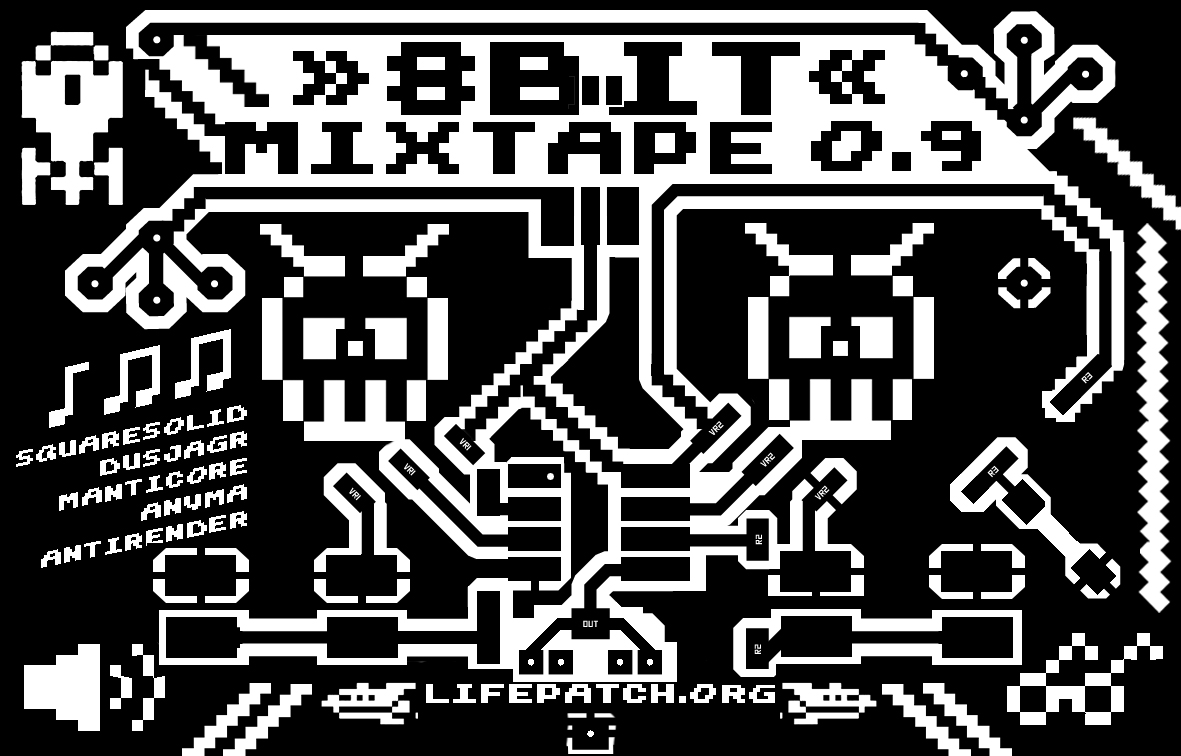 »8BIT«
MIXTAPE 0.9
SQUARESOLID
DUSJAGR
MANTICORE
ANYMA
ANTIRENDER
R3
VR1
VR2
VR1
VR2
R3
VR1
VR2
R2
OUT
R2
LIFEPATCH.ORG